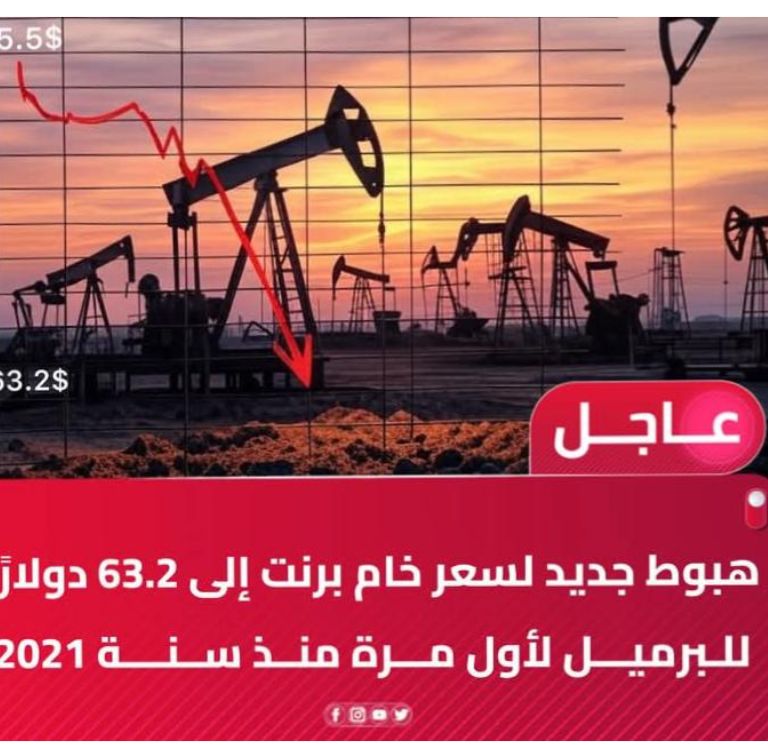 5.5$
63.2$
عاجل
هبوط جديد لسعر خام برنت إلى 63.2 دولارًا
للبرميل لأول مرة منذ سنة 2021